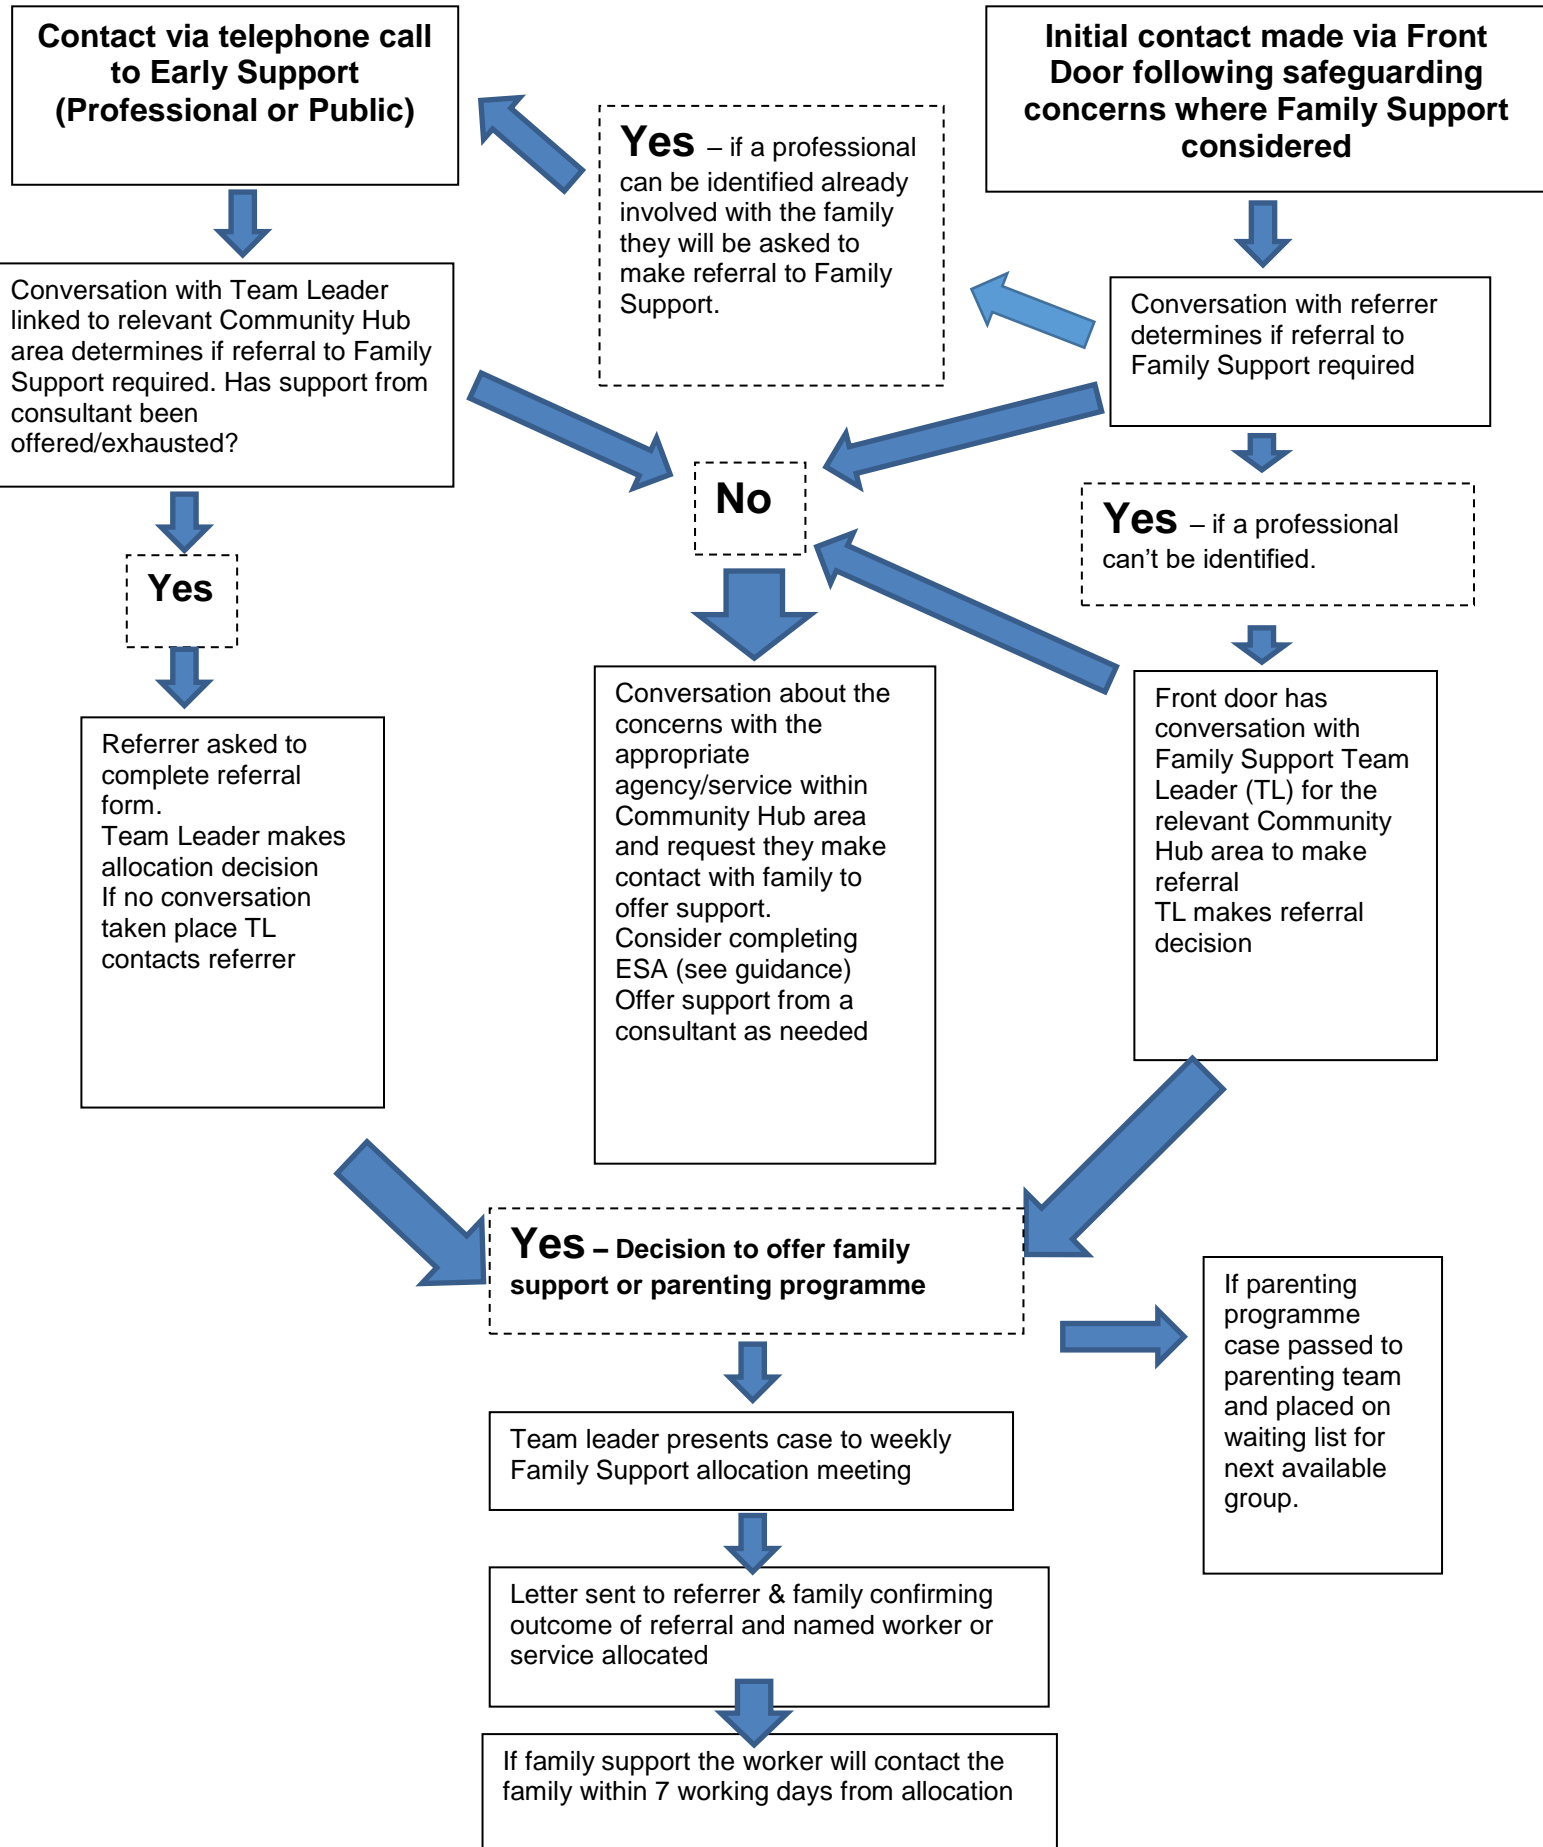 Contact via telephone call
to Early Support
(Professional or Public)
Yes – if a professional
can be identified already
involved with the family
they will be asked to
make referral to Family
Support.
Initial contact made via Front
Door following safeguarding
concerns where Family Support
considered
Conversation with Team Leader
linked to relevant Community Hub
area determines if referral to Family
Support required. Has support from
consultant been
offered/exhausted?
Conversation with referrer
determines if referral to
Family Support required
No
Yes – if a professional
can't be identified.
Yes
Referrer asked to
complete referral
form.
Team Leader makes
allocation decision
If no conversation
taken place TL
contacts referrer
Conversation about the
concerns with the
appropriate
agency/service within
Community Hub area
and request they make
contact with family to
offer support.
Consider completing
ESA (see guidance)
Offer support from a
consultant as needed
Front door has
conversation with
Family Support Team
Leader (TL) for the
relevant Community
Hub area to make
referral
TL makes referral
decision
Yes – Decision to offer family
support or parenting programme
If parenting
programme
case passed to
parenting team
and placed on
waiting list for
next available
group.
Team leader presents case to weekly
Family Support allocation meeting
Letter sent to referrer & family confirming
outcome of referral and named worker or
service allocated
If family support the worker will contact the
family within 7 working days from allocation